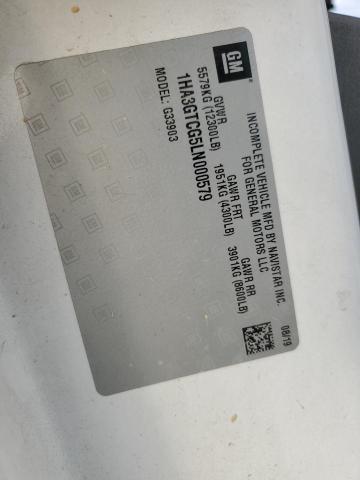 GM
INCOMPLETE VEHICLE MFD BY NAVISTAR INC.
FOR GENERAL MOTORS LLC
08/19
GVWR GAWR FRT GAWR RR
5579KG (12300LB) 1951KG (4300LB) 3901KG (8600LB)
1HA3GTCG5LN000579
MODEL: G33903